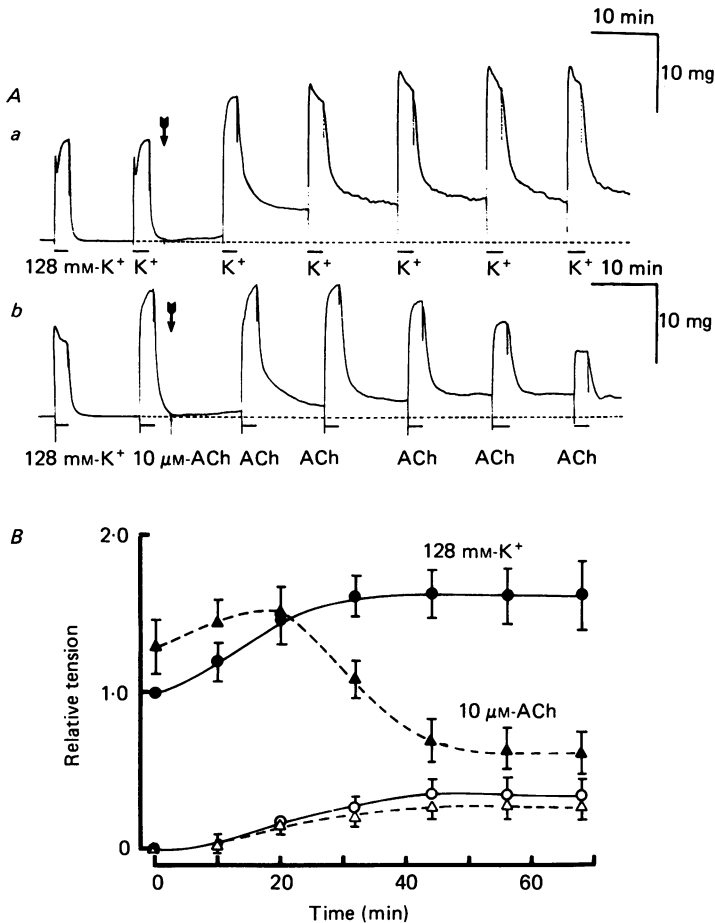 10 min
10 mg
A
a
128 mM-K+ K+ K+ K+ K+ K+ K+
10 min
10 mg
b
128 mM-K+ 10 μM-ACh ACh ACh ACh ACh ACh
B
2·0
128 mM-K+
Relative tension
1·0
10 μM-ACh
0
0 20 40 60
Time (min)